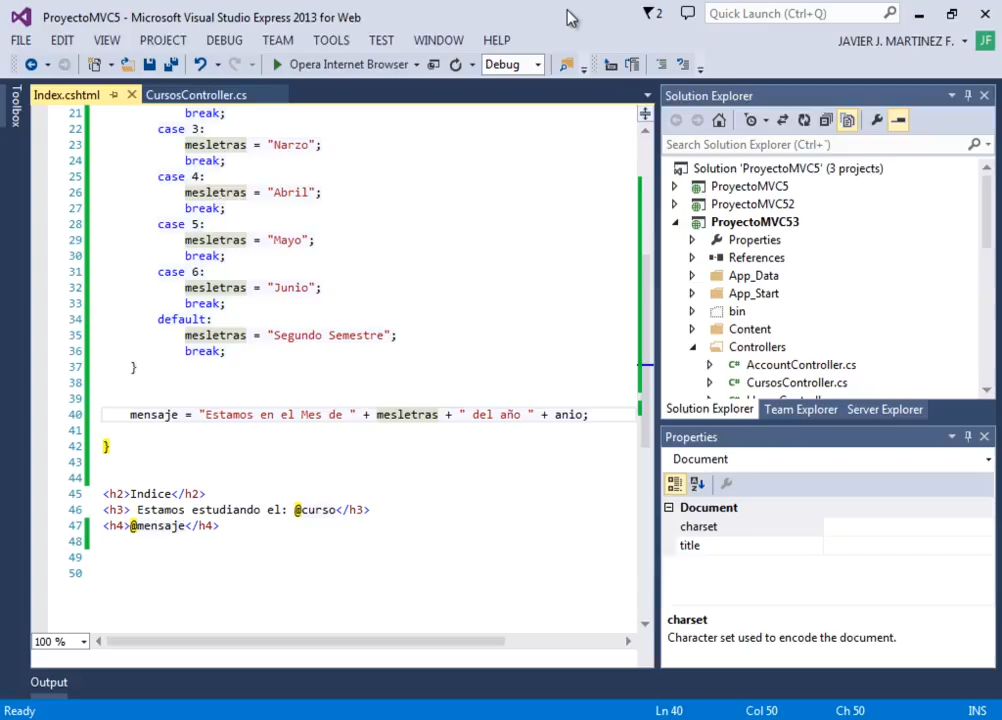 ProyectoMVC5 - Microsoft Visual Studio Express 2013 for Web
2
Quick Launch (Ctrl+Q)
FILE EDIT VIEW PROJECT DEBUG TEAM TOOLS TEST WINDOW HELP
JAVIER J. MARTINEZ F.
JF
Opera Internet Browser
Debug
Toolbox
Index.cshtml
CursosController.cs
21 break;
22 case 3:
23 mesletras = "Narzo";
24 break;
25 case 4:
26 mesletras = "Abril";
27 break;
28 case 5:
29 mesletras = "Mayo";
30 break;
31 case 6:
32 mesletras = "Junio";
33 break;
34 default:
35 mesletras = "Segundo Semestre";
36 break;
37 }
38
39
40 mensaje = "Estamos en el Mes de " + mesletras + " del año " + anio;
41
42 }
43
44
45 <h2>Indice</h2>
46 <h3> Estamos estudiando el: @curso</h3>
47 <h4>@mensaje</h4>
48
49
50
100 %
Solution Explorer
Search Solution Explorer (Ctrl+`)
Solution 'ProyectoMVC5' (3 projects)
ProyectoMVC5
ProyectoMVC52
ProyectoMVC53
Properties
References
App_Data
App_Start
bin
Content
Controllers
C# AccountController.cs
C# CursosController.cs
Solution Explorer Team Explorer Server Explorer
Properties
Document
Document
charset
title
charset
Character set used to encode the document.
Output
Ready
Ln 40 Col 50 Ch 50 INS